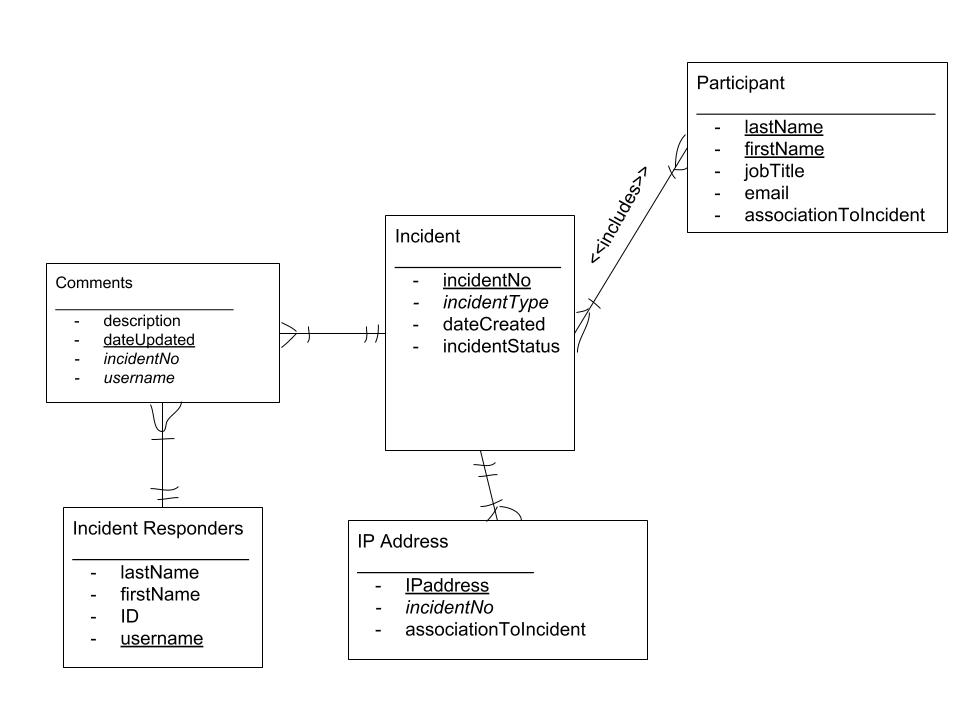 Participant
- lastName
- firstName
- jobTitle
- email
- associationToIncident
<<includes>>
Incident
- incidentNo
- incidentType
- dateCreated
- incidentStatus
Comments
- description
- dateUpdated
- incidentNo
- username
Incident Responders
- lastName
- firstName
- ID
- username
IP Address
- IPaddress
- incidentNo
- associationToIncident